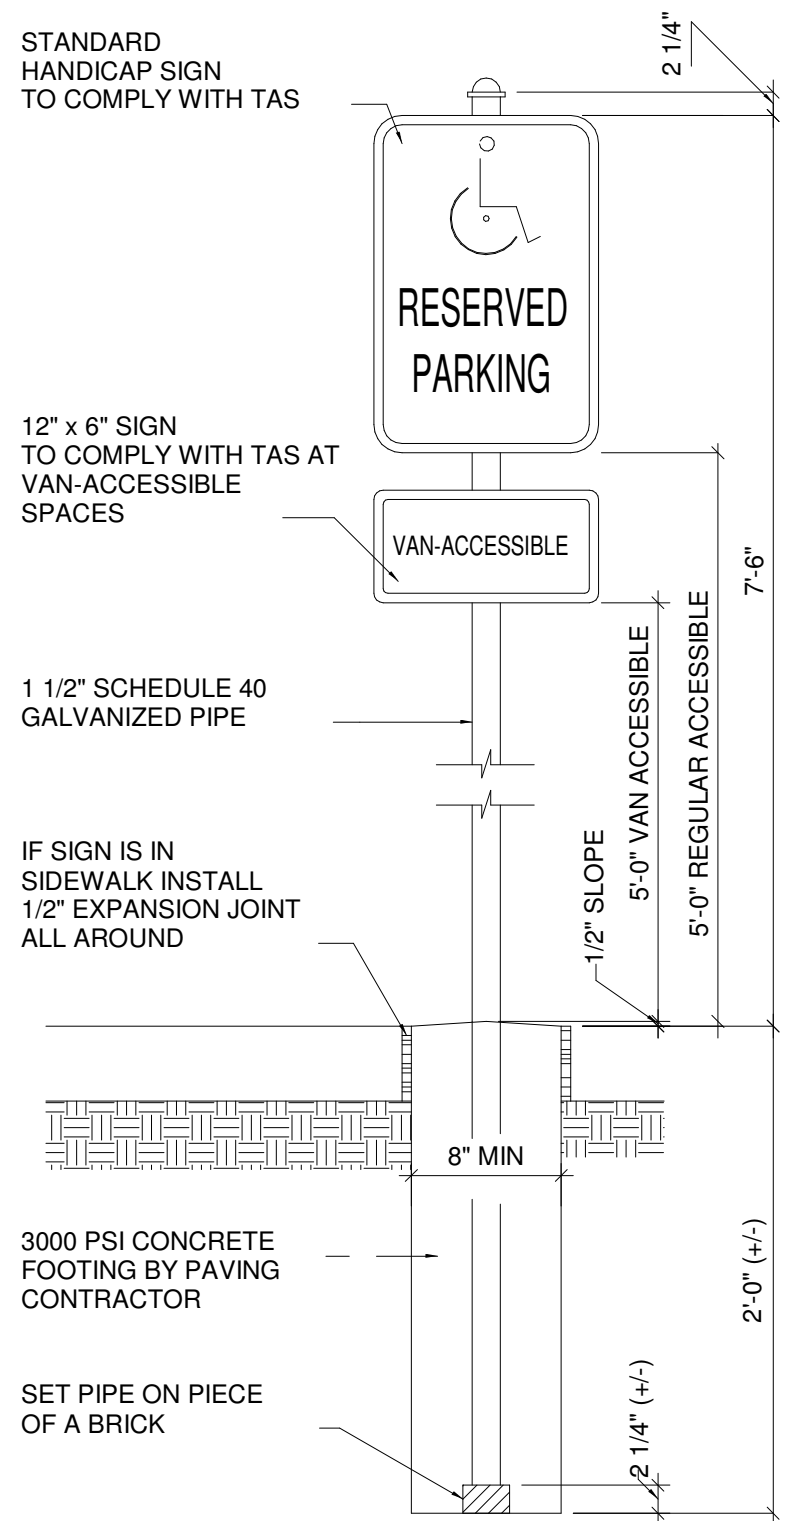 STANDARD
HANDICAP SIGN
TO COMPLY WITH TAS
2 1/4"
RESERVED
PARKING
12" x 6" SIGN
TO COMPLY WITH TAS AT
VAN-ACCESSIBLE
SPACES
VAN-ACCESSIBLE
7'-6"
1 1/2" SCHEDULE 40
GALVANIZED PIPE
5'-0" VAN ACCESSIBLE
5'-0" REGULAR ACCESSIBLE
IF SIGN IS IN
SIDEWALK INSTALL
1/2" EXPANSION JOINT
ALL AROUND
1/2" SLOPE
8" MIN
3000 PSI CONCRETE
FOOTING BY PAVING
CONTRACTOR
2'-0" (+/-)
SET PIPE ON PIECE
OF A BRICK
2 1/4" (+/-)